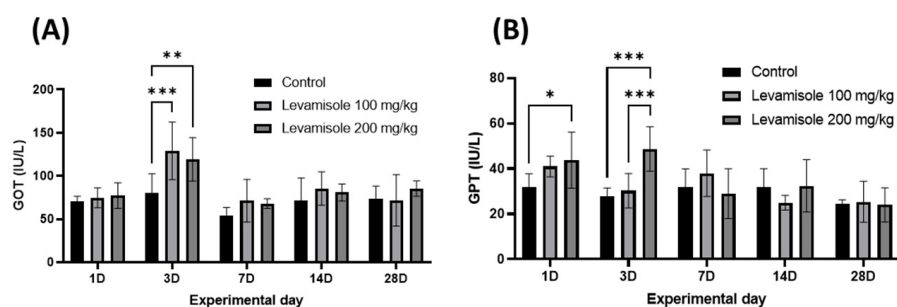 (A)
**
***
Control
Levamisole 100 mg/kg
Levamisole 200 mg/kg
GOT (IU/L)
200
150
100
50
0
1D 3D 7D 14D 28D
Experimental day
(B)
***
*
***
Control
Levamisole 100 mg/kg
Levamisole 200 mg/kg
GPT (IU/L)
80
60
40
20
0
1D 3D 7D 14D 28D
Experimental day